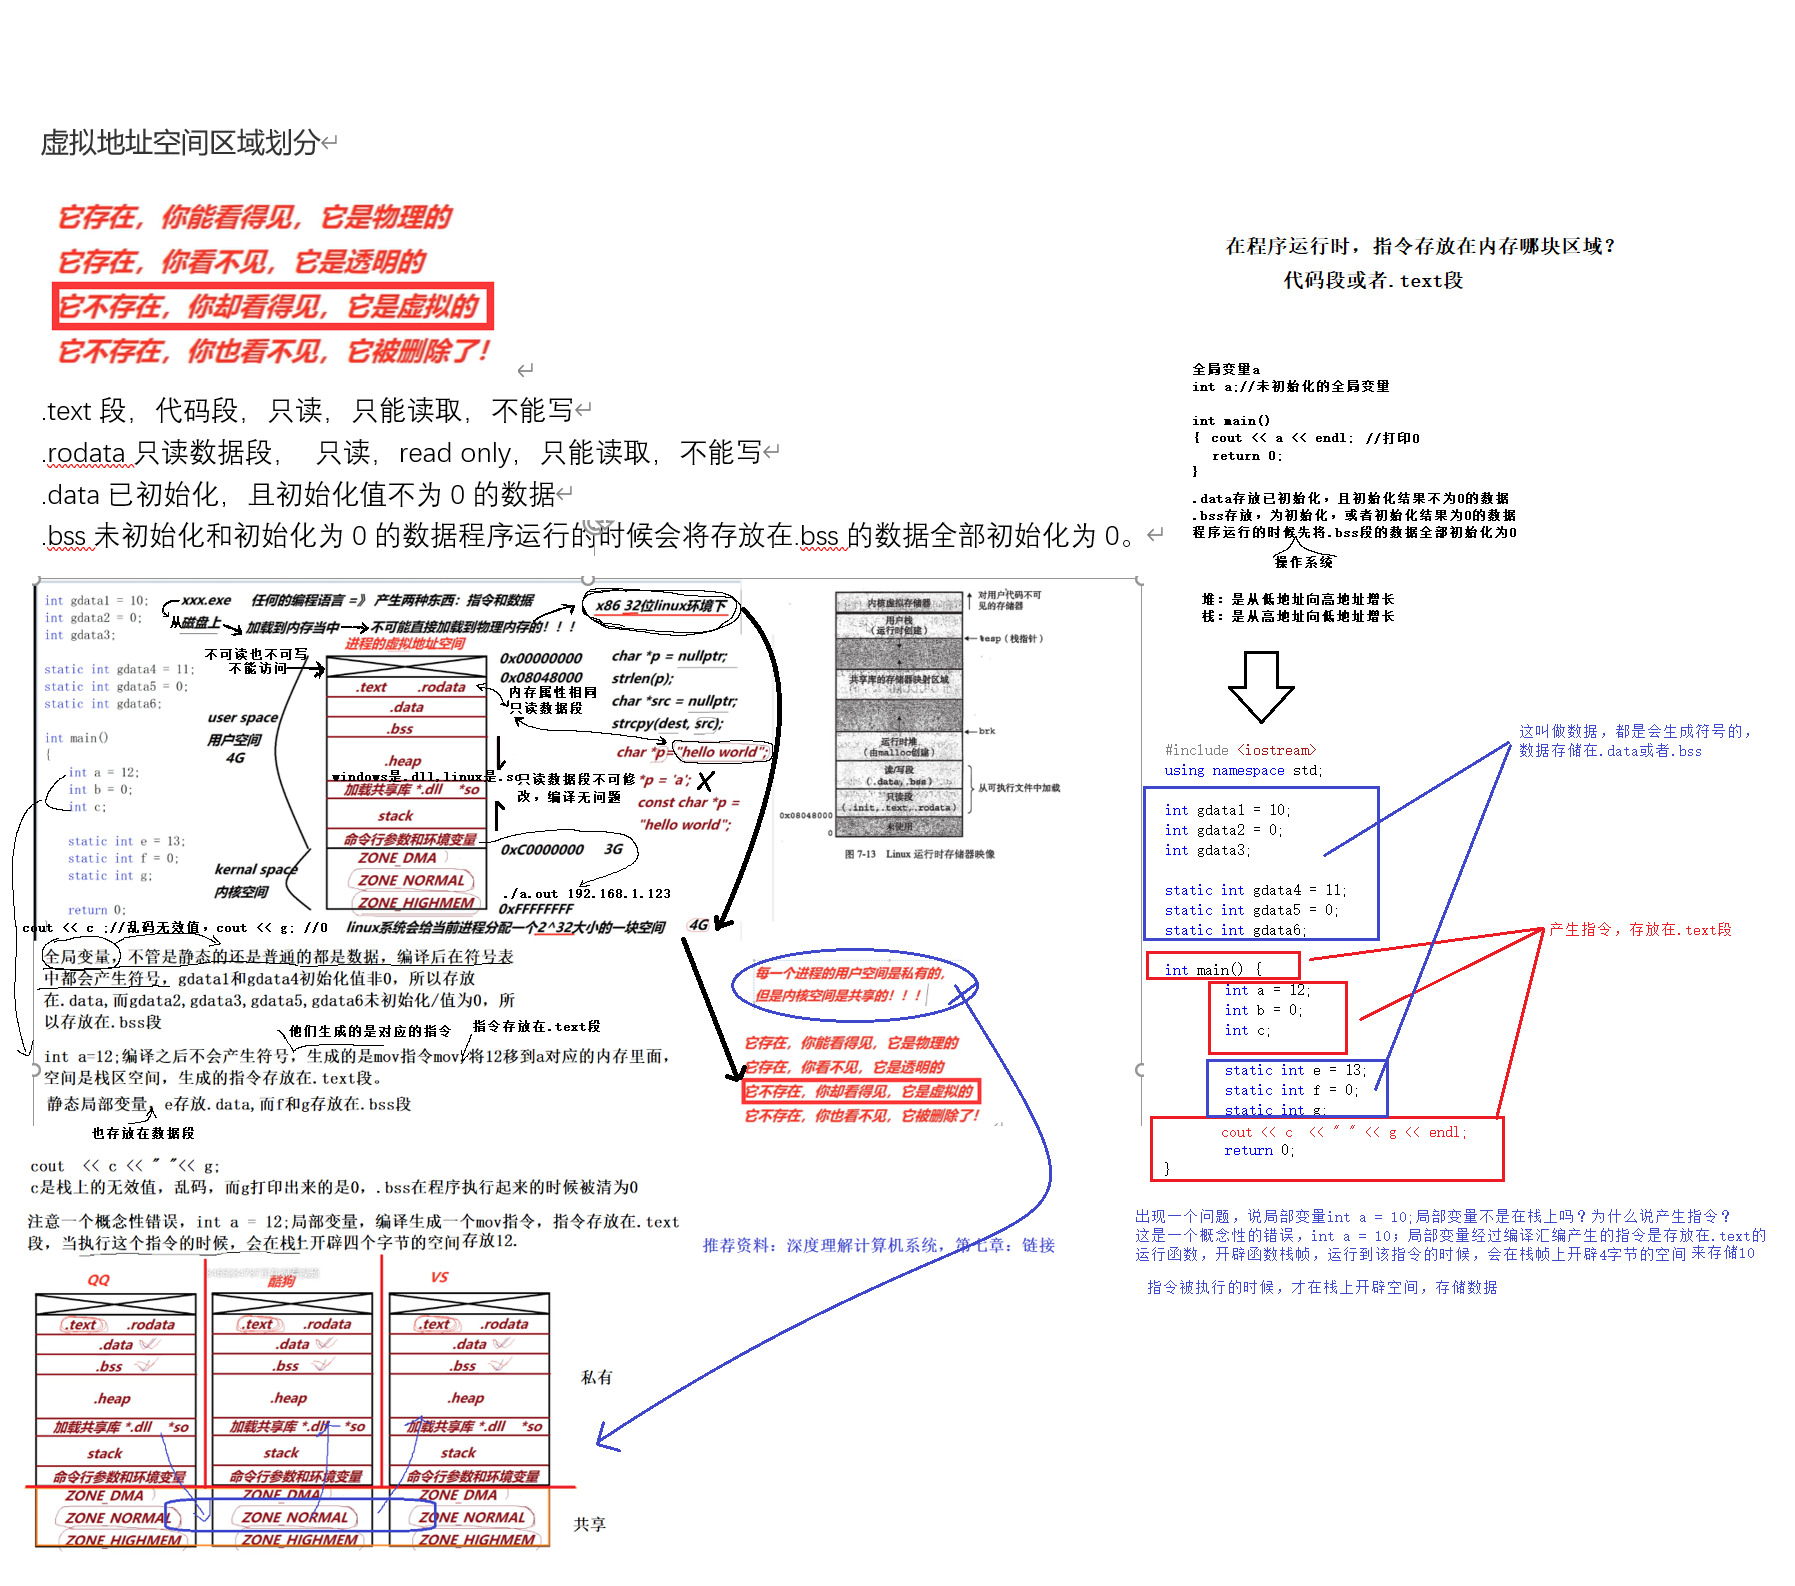 虚拟地址空间区域划分
它存在，你能看得见，它是物理的
它存在，你看不见，它是透明的
它不存在，你却看得见，它是虚拟的
它不存在，你也看不见，它被删除了！
.text 段，代码段，只读，只能读取，不能写
.rodata 只读数据段， 只读，read only，只能读取，不能写
.data 已初始化，且初始化值不为 0 的数据
.bss 未初始化和初始化为 0 的数据程序运行的时候会将存放在.bss 的数据全部初始化为 0。
int gdata1 = 10;
int gdata2 = 0;
int gdata3;
static int gdata4 = 11;
static int gdata5 = 0;
static int gdata6;
int main()
{
int a = 12;
int b = 0;
int c;
static int e = 13;
static int f = 0;
static int g;
return 0;
}
xxx.exe 任何的编程语言 =》 产生两种东西：指令和数据
从磁盘上
加载到内存当中
不可能直接加载到物理内存的！！！
x86 32位linux环境下
进程的虚拟地址空间
不可读也不可写
不能访问
user space
用户空间
4G
kernal space
内核空间
.text .rodata
.data
.bss
.heap
windows是.dll,linux是.so
加载共享库 *.dll *so
stack
命令行参数和环境变量
ZONE_DMA
ZONE_NORMAL
ZONE_HIGHMEM
0x00000000
0x08048000
内存属性相同
只读数据段
只读数据段不可修
改，编译无问题
0xC0000000 3G
./a.out 192.168.1.123
0xFFFFFFFF
char *p = nullptr;
strlen(p);
char *src = nullptr;
strcpy(dest, src);
char *p="hello world";
*p = 'a';
const char *p =
"hello world";
cout << c ;//乱码无效值，cout << g; //0
linux系统会给当前进程分配一个2^32大小的一块空间 4G
内核虚拟存储器
用户栈
（运行时创建）
共享库的存储器映射区域
运行时堆
（由malloc创建）
读/写段
（.data,.bss）
只读段
（.init,.text,.rodata）
未使用
0x08048000
0
对用户代码不可
见的存储器
%esp（栈指针）
brk
从可执行文件中加载
图 7-13 Linux 运行时存储器映像
全局变量，不管是静态的还是普通的都是数据，编译后在符号表
中都会产生符号，gdata1和gdata4初始化值非0，所以存放
在.data,而gdata2,gdata3,gdata5,gdata6未初始化/值为0，所
以存放在.bss段
他们生成的是对应的指令
指令存放在.text段
int a=12;编译之后不会产生符号，生成的是mov指令mov，将12移到a对应的内存里面，
空间是栈区空间，生成的指令存放在.text段。
静态局部变量，e存放.data,而f和g存放在.bss段
也存放在数据段
cout << c << " "<< g;
c是栈上的无效值，乱码，而g打印出来的是0，.bss在程序执行起来的时候被清为0
注意一个概念性错误，int a = 12;局部变量，编译生成一个mov指令，指令存放在.text
段，当执行这个指令的时候，会在栈上开辟四个字节的空间存放12.
每一个进程的用户空间是私有的，
但是内核空间是共享的！！！
它存在，你能看得见，它是物理的
它存在，你看不见，它是透明的
它不存在，你却看得见，它是虚拟的
它不存在，你也看不见，它被删除了！
推荐资料：深度理解计算机系统，第七章：链接
QQ
酷狗
VS
.text .rodata
.data
.bss
.heap
加载共享库 *.dll *so
stack
命令行参数和环境变量
ZONE_DMA
ZONE_NORMAL
ZONE_HIGHMEM
.text .rodata
.data
.bss
.heap
加载共享库 *.dll *so
stack
命令行参数和环境变量
ZONE_DMA
ZONE_NORMAL
ZONE_HIGHMEM
.text .rodata
.data
.bss
.heap
加载共享库 *.dll *so
stack
命令行参数和环境变量
ZONE_DMA
ZONE_NORMAL
ZONE_HIGHMEM
私有
共享
在程序运行时，指令存放在内存哪块区域？
代码段或者.text段
全局变量a
int a;//未初始化的全局变量
int main()
{ cout << a << endl; //打印0
return 0;
}
.data存放已初始化，且初始化结果不为0的数据
.bss存放，为初始化，或者初始化结果为0的数据
程序运行的时候先将.bss段的数据全部初始化为0
操作系统
堆：是从低地址向高地址增长
栈：是从高地址向低地址增长
这叫做数据，都是会生成符号的，
数据存储在.data或者.bss
#include <iostream>
using namespace std;
int gdata1 = 10;
int gdata2 = 0;
int gdata3;
static int gdata4 = 11;
static int gdata5 = 0;
static int gdata6;
产生指令，存放在.text段
int main() {
int a = 12;
int b = 0;
int c;
static int e = 13;
static int f = 0;
static int g;
cout << c << " " << g << endl;
return 0;
}
出现一个问题，说局部变量int a = 10;局部变量不是在栈上吗？为什么说产生指令？
这是一个概念性的错误，int a = 10；局部变量经过编译汇编产生的指令是存放在.text的
运行函数，开辟函数栈帧，运行到该指令的时候，会在栈帧上开辟4字节的空间 来存储10
指令被执行的时候，才在栈上开辟空间，存储数据